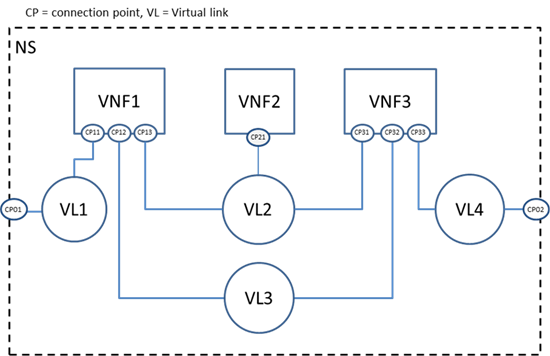 CP = connection point, VL = Virtual link
NS
VNF1
VNF2
VNF3
CP11
CP12
CP13
CP21
CP31
CP32
CP33
CP01
VL1
VL2
VL4
CP02
VL3